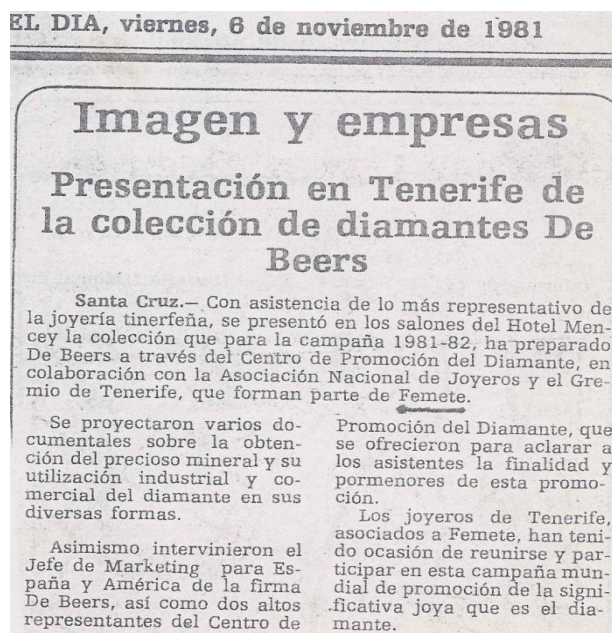 EL DIA, viernes, 6 de noviembre de 1981
Imagen y empresas
Presentación en Tenerife de
la colección de diamantes De
Beers
Santa Cruz.— Con asistencia de lo más representativo de
la joyería tinerfeña, se presentó en los salones del Hotel Men-
cey la colección que para la campaña 1981-82, ha preparado
De Beers a través del Centro de Promoción del Diamante, en
colaboración con la Asociación Nacional de Joyeros y el Gre-
mio de Tenerife, que forman parte de Femete.
Se proyectaron varios do-
cumentales sobre la obten-
ción del precioso mineral y su
utilización industrial y co-
mercial del diamante en sus
diversas formas.
Asimismo intervinieron el
Jefe de Marketing para Es-
paña y América de la firma
De Beers, así como dos altos
representantes del Centro de
Promoción del Diamante, que
se ofrecieron para aclarar a
los asistentes la finalidad y
pormenores de esta promo-
ción.
Los joyeros de Tenerife,
asociados a Femete, han teni-
do ocasión de reunirse y par-
ticipar en esta campaña mun-
dial de promoción de la signi-
ficativa joya que es el dia-
mante.